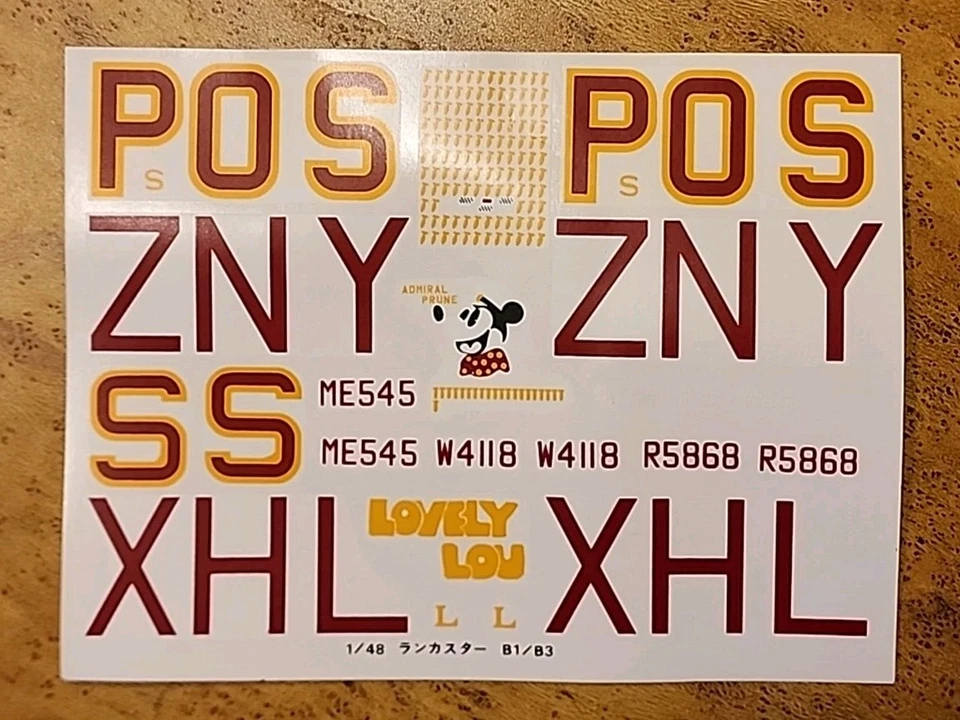 POS POS
S S
ZNY ZNY
ADMIRAL
PRUNE
SS ME545
ME545 W4118 W4118 R5868 R5868
XHL LOVELY XHL
LOU
L L
1/48 ランカスター B1/B3